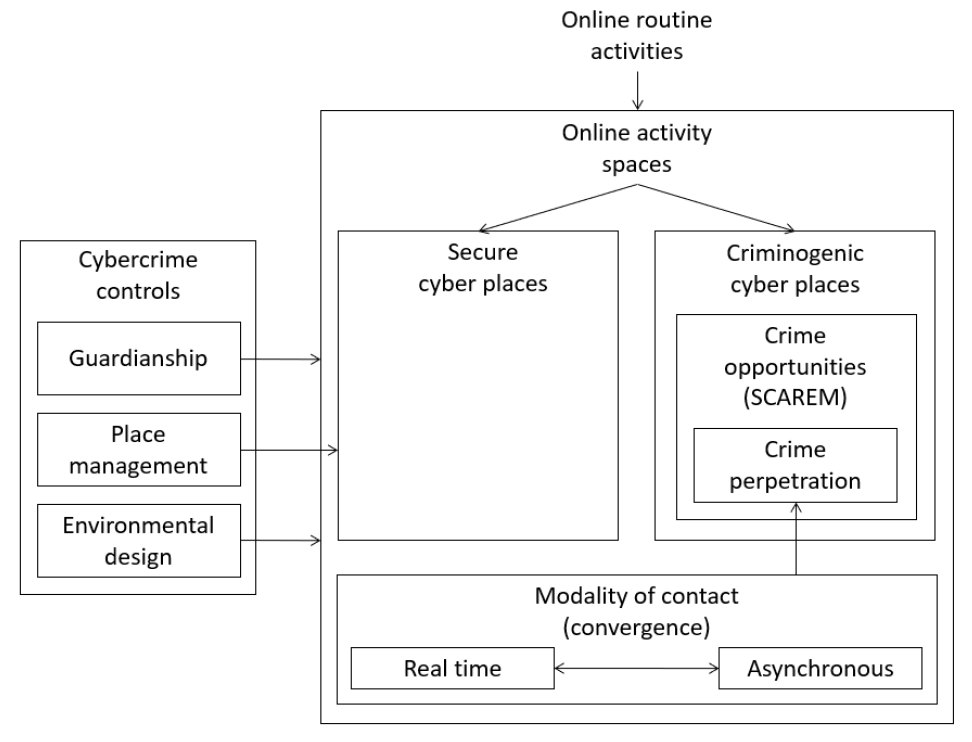 Online routine
activities
Online activity
spaces
Cybercrime
controls
Guardianship
Place
management
Environmental
design
Secure
cyber places
Criminogenic
cyber places
Crime
opportunities
(SCAREM)
Crime
perpetration
Modality of contact
(convergence)
Real time
Asynchronous